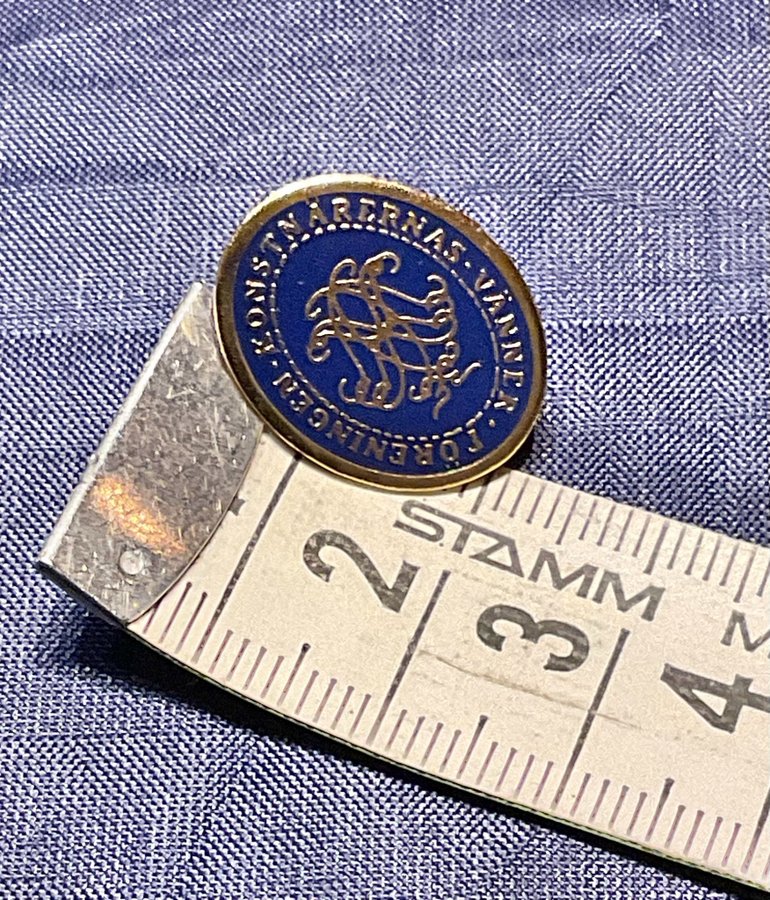 FÖRENINGEN · KONSTNÄRERNAS · VÄNNER ·
STAMM
2 3 4